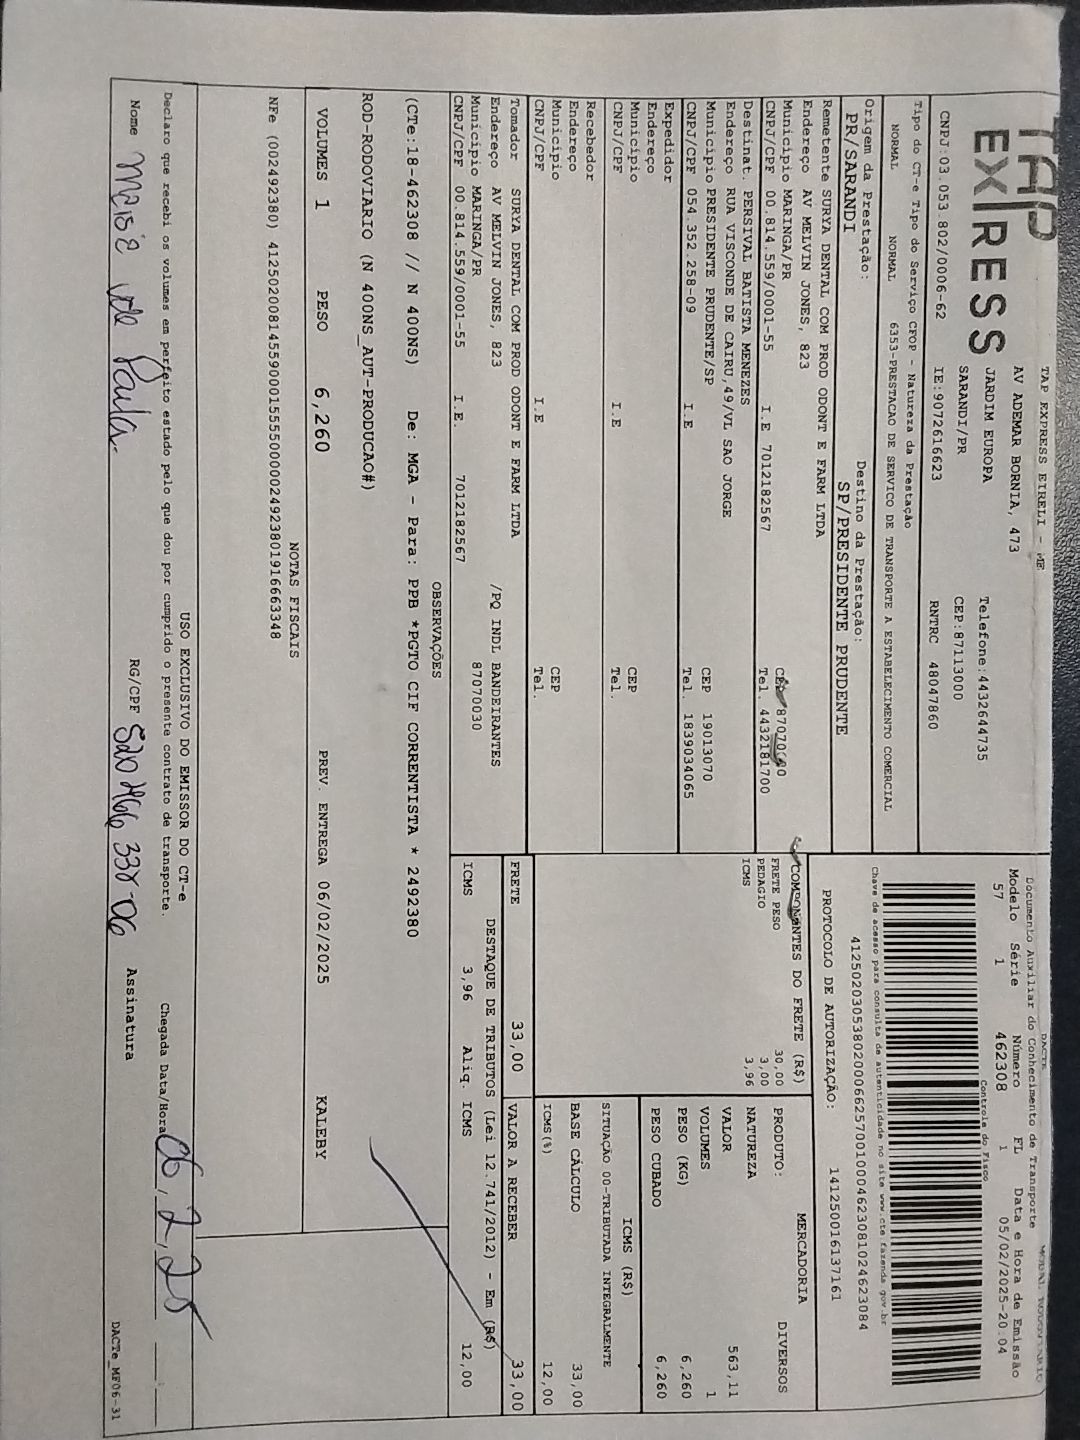 TAP
EX|RESS
TAP EXPRESS EIRELI - ME
AV ADEMAR BORNIA, 473
JARDIM EUROPA
SARANDI/PR
Telefone:4432644735
CEP:87113000
CNPJ:03.053.802/0006-62 IE:9072616623 RNTRC 48047860
Tipo do CT-e Tipo do Serviço CFOP - Natureza da Prestação
NORMAL NORMAL 6353-PRESTACAO DE SERVICO DE TRANSPORTE A ESTABELECIMENTO COMERCIAL
Origem da Prestação: Destino da Prestação:
PR/SARANDI SP/PRESIDENTE PRUDENTE
Remetente SURYA DENTAL COM PROD ODONT E FARM LTDA
Endereço AV MELVIN JONES, 823
Município MARINGA/PR CEP
CNPJ/CPF 00.814.559/0001-55 I.E 7012182567 Tel. 4432181700
Destinat. PERSIVAL BATISTA MENEZES
Endereço RUA VISCONDE DE CAIRU,49/VL SAO JORGE
Município PRESIDENTE PRUDENTE/SP CEP 19013070
CNPJ/CPF 054.352.258-09 I.E Tel. 1839034065
Expedidor
Endereço
Município CEP
CNPJ/CPF I.E Tel.
Recebedor
Endereço
Município CEP
CNPJ/CPF I.E Tel.
Tomador SURYA DENTAL COM PROD ODONT E FARM LTDA
Endereço AV MELVIN JONES, 823 /PQ INDL BANDEIRANTES
Município MARINGA/PR 87070030
CNPJ/CPF 00.814.559/0001-55 I.E. 7012182567
Documento Auxiliar do Conhecimento de Transporte
Modelo Série Número FL Data e Hora de Emissão
57 1 462308 1 05/02/2025-20:04
Controle do Fisco
Chave de acesso para consulta de autenticidade no site www.cte.fazenda.gov.br
41250203053802000662570010004623081024623084
PROTOCOLO DE AUTORIZAÇÃO: 141250016137161
COMPONENTES DO FRETE (R$)
FRETE PESO 30,00
PEDAGIO 3,00
ICMS 3,96
MERCADORIA
PRODUTO: DIVERSOS
NATUREZA
VALOR 563,11
VOLUMES 1
PESO (KG) 6,260
PESO CUBADO 6,260
ICMS (R$)
SITUAÇÃO 00-TRIBUTADA INTEGRALMENTE
BASE CÁLCULO 33,00
ICMS(%) 12,00
FRETE 33,00 VALOR A RECEBER 33,00
DESTAQUE DE TRIBUTOS (Lei 12.741/2012) - Em (R$)
ICMS 3,96 Aliq. ICMS 12,00
OBSERVAÇÕES
(CTe:18-462308 // N 400NS) De: MGA - Para: PPB *PGTO CIF CORRENTISTA * 2492380
ROD-RODOVIARIO (N 400NS_AUT-PRODUCAO#)
VOLUMES 1 PESO 6,260 PREV. ENTREGA 06/02/2025 KALEBY
NOTAS FISCAIS
NFe (002492380) 41250200814559000155550000024923801916663348
USO EXCLUSIVO DO EMISSOR DO CT-e
Declaro que recebi os volumes em perfeito estado pelo que dou por cumprido o presente contrato de transporte. Chegada Data/Hora 06,2,25
Nome Maria de Paula. RG/CPF 520 466 338-06 Assinatura
DACTe_MF06-31